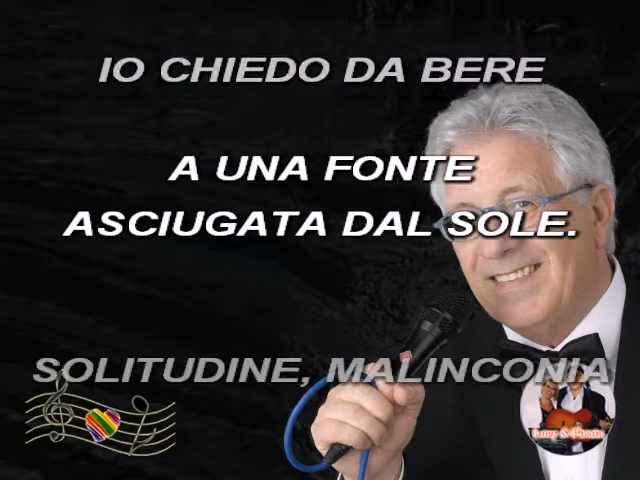 IO CHIEDO DA BERE
A UNA FONTE
ASCIUGATA DAL SOLE.
SOLITUDINE, MALINCONIA